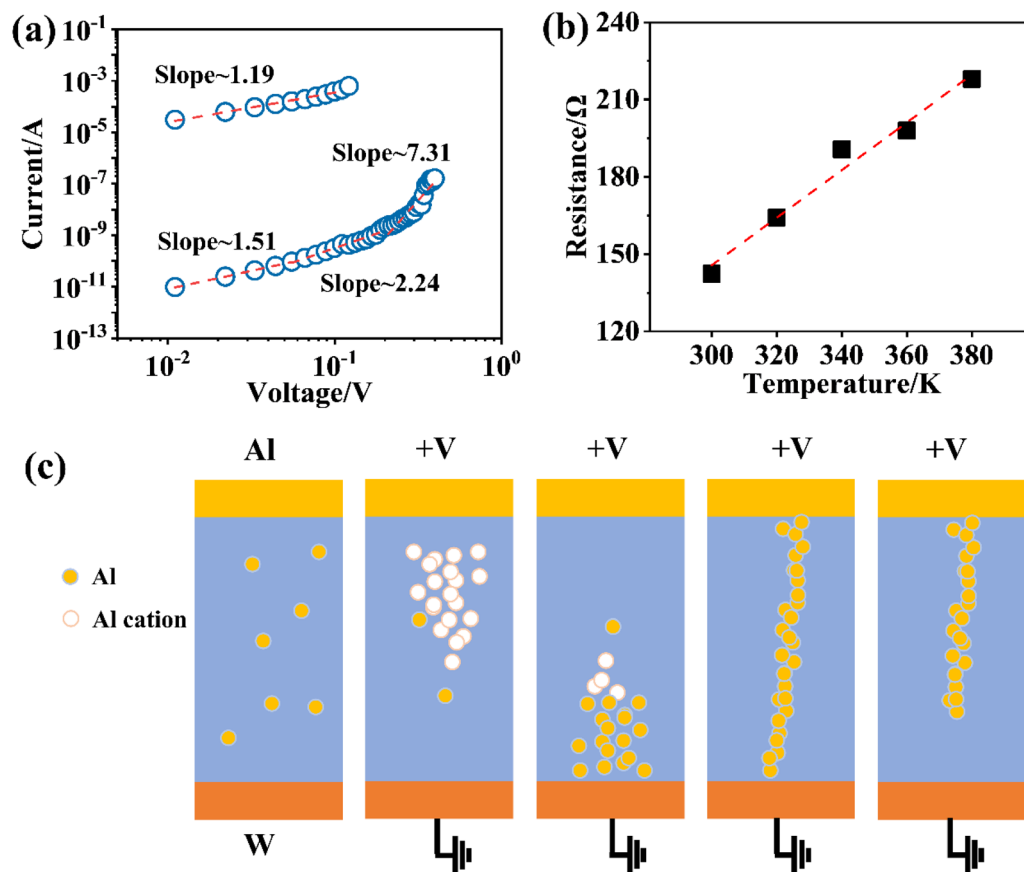 (a)
10⁻¹
10⁻³
10⁻⁵
10⁻⁷
10⁻⁹
10⁻¹¹
10⁻¹³
Current/A
Slope~1.19
Slope~7.31
Slope~1.51
Slope~2.24
10⁻²
10⁻¹
10⁰
Voltage/V
(b)
240
210
180
150
120
Resistance/Ω
300 320 340 360 380
Temperature/K
(c)
Al +V +V +V +V
Al
Al cation
W